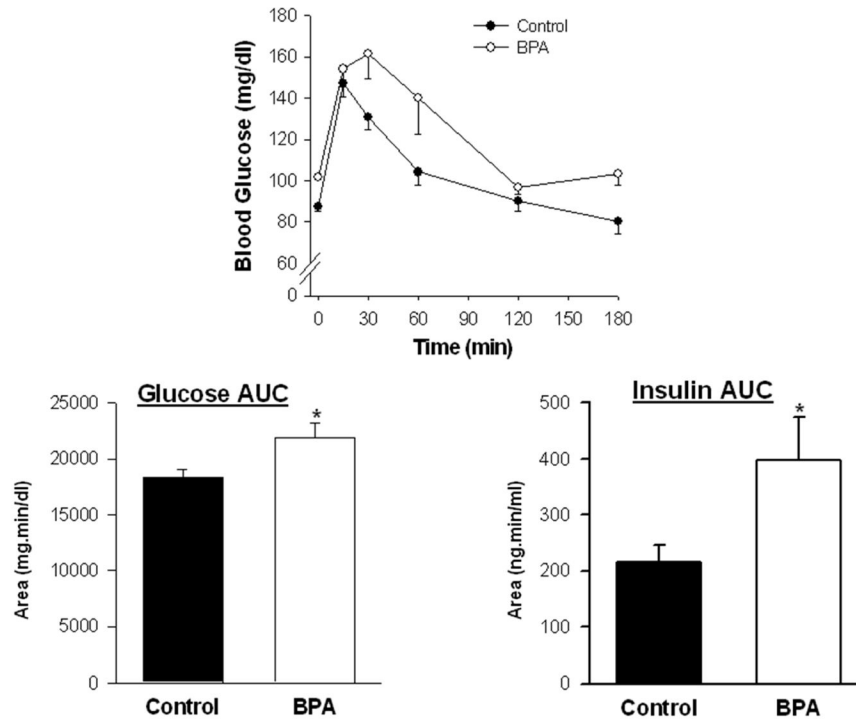 Control
BPA
Blood Glucose (mg/dl)
180
160
140
120
100
80
60
0
0 30 60 90 120 150 180
Time (min)
Glucose AUC
*
Area (mg.min/dl)
25000
20000
15000
10000
5000
0
Control BPA
Insulin AUC
*
Area (ng.min/ml)
500
400
300
200
100
0
Control BPA